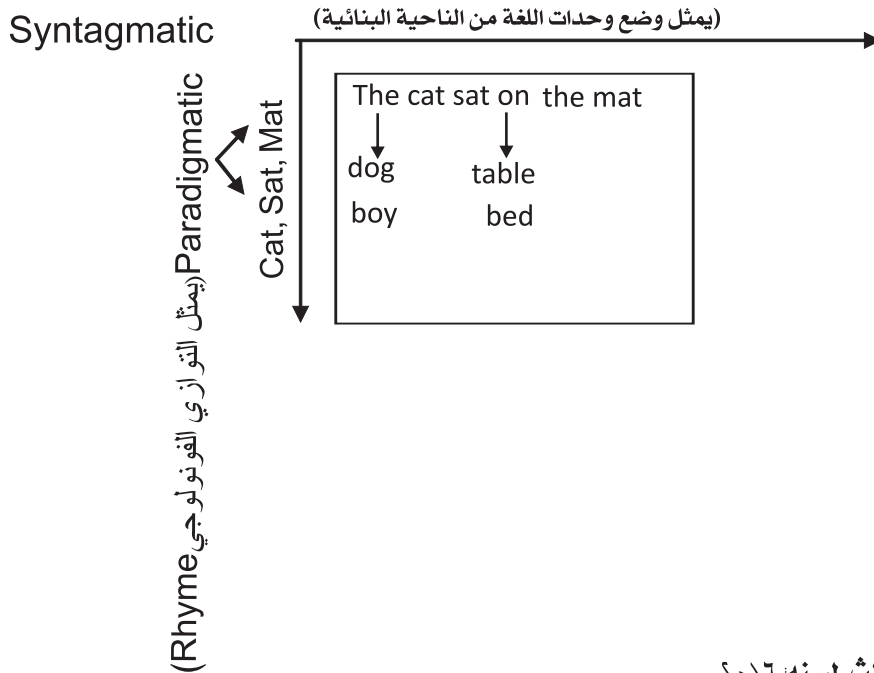 (يمثل وضع وحدات اللغة من الناحية البنائية)
Syntagmatic
The cat sat on the mat
dog table
boy bed
Cat, Sat, Mat
Paradigmatic (يمثل التوازي الفونولوجي Rhyme)